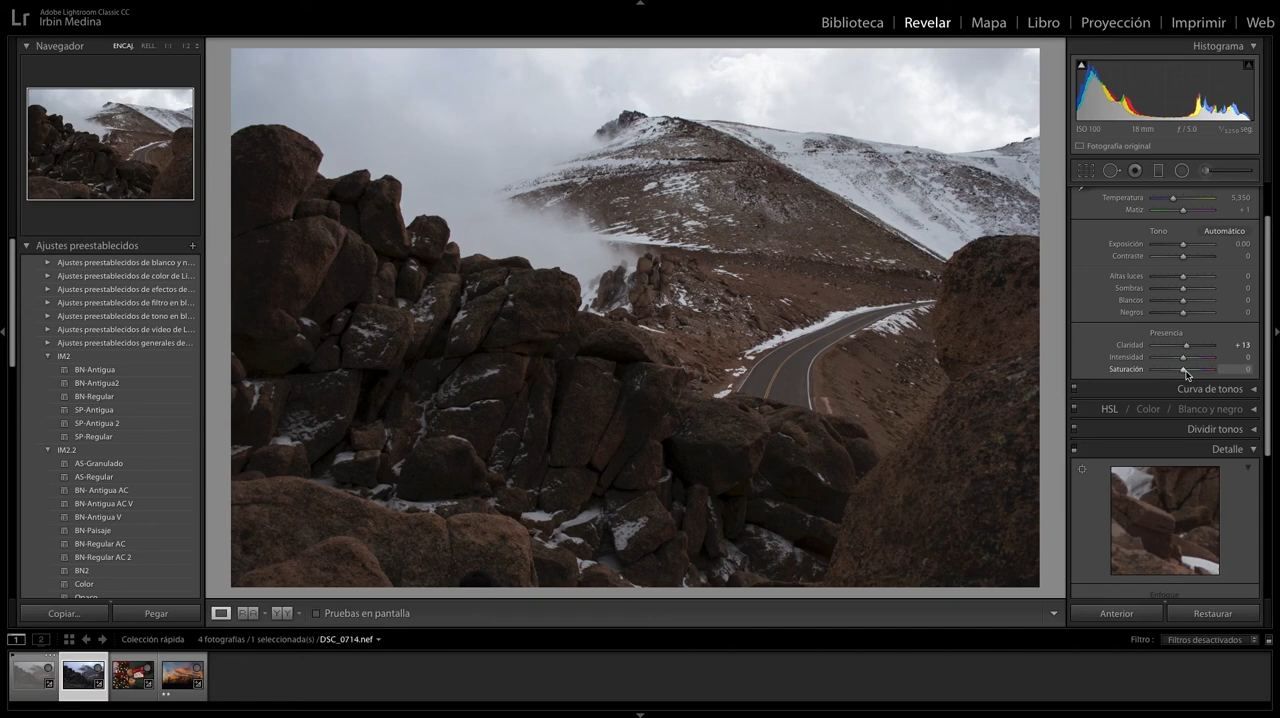 Lr
Adobe Lightroom Classic CC
Irbin Medina
Biblioteca | Revelar | Mapa | Libro | Proyección | Imprimir | Web
Navegador ENCAJ. RELL. 1:1 1:2
Ajustes preestablecidos +
Ajustes preestablecidos de blanco y n...
Ajustes preestablecidos de color de Li...
Ajustes preestablecidos de efectos de...
Ajustes preestablecidos de filtro en bl...
Ajustes preestablecidos de tono en bl...
Ajustes preestablecidos de vídeo de L...
Ajustes preestablecidos generales de...
IM2
BN-Antigua
BN-Antigua2
BN-Regular
SP-Antigua
SP-Antigua 2
SP-Regular
IM2.2
AS-Granulado
AS-Regular
BN- Antigua AC
BN-Antigua AC V
BN-Antigua V
BN-Paisaje
BN-Regular AC
BN-Regular AC 2
BN2
Color
Opaco
Copiar... Pegar
Pruebas en pantalla
Histograma
ISO 100 18 mm ƒ / 5.0 1/1250 seg.
Fotografía original
Temperatura 5,350
Matiz + 1
Tono Automático
Exposición 0.00
Contraste 0
Altas luces 0
Sombras 0
Blancos 0
Negros 0
Presencia
Claridad + 13
Intensidad 0
Saturación 0
Curva de tonos
HSL / Color / Blanco y negro
Dividir tonos
Detalle
Enfoque
Anterior Restaurar
1 2 Colección rápida 4 fotografías / 1 seleccionada(s) / DSC_0714.nef Filtro : Filtros desactivados